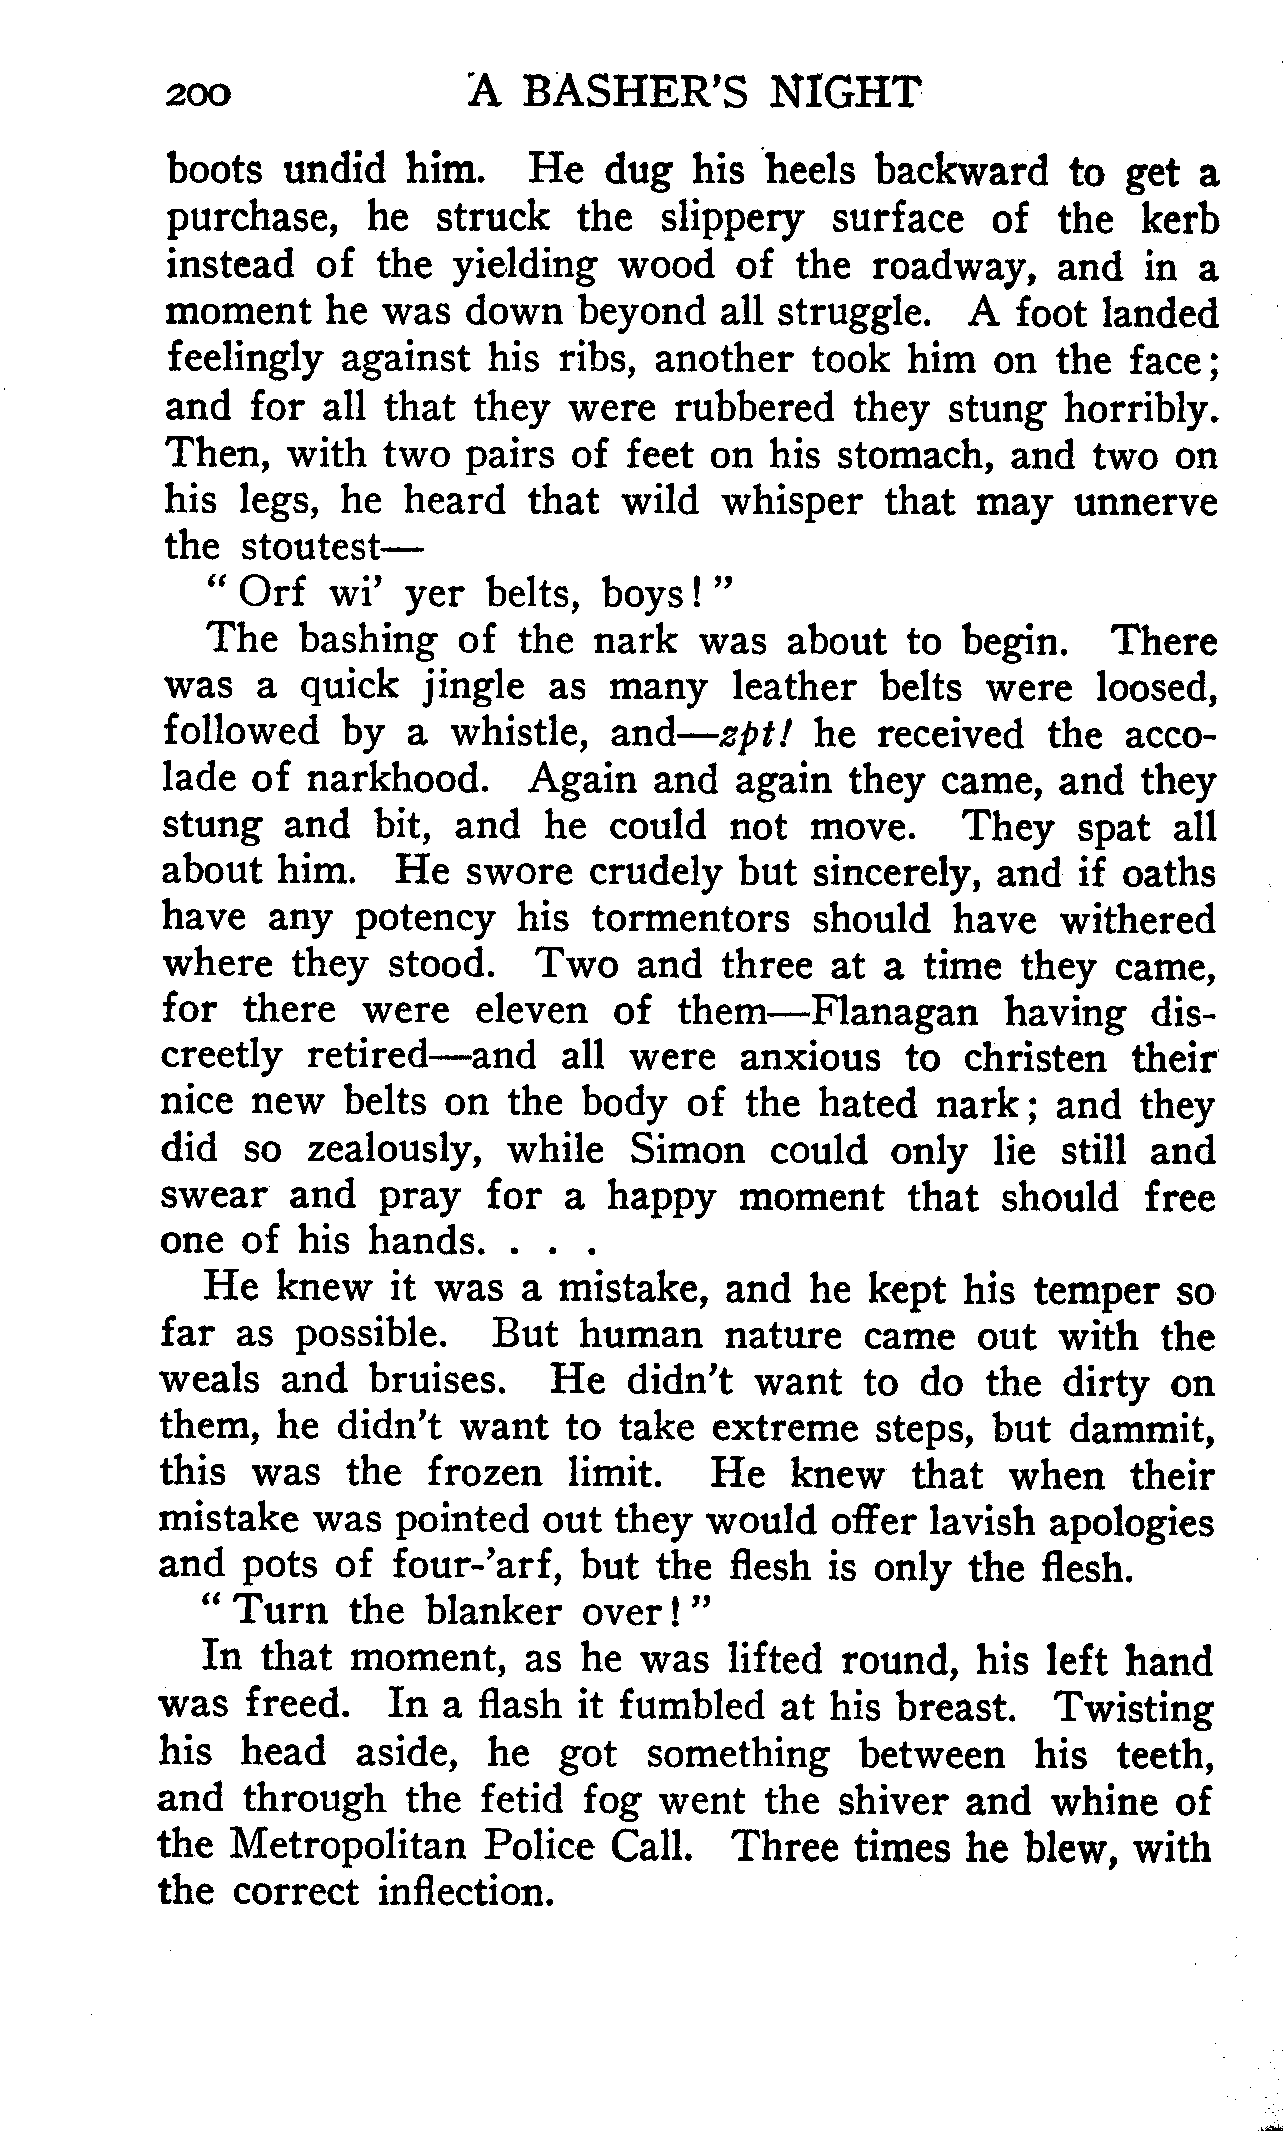 200 A BASHER'S NIGHT
boots undid him. He dug his heels backward to get a
purchase, he struck the slippery surface of the kerb
instead of the yielding wood of the roadway, and in a
moment he was down beyond all struggle. A foot landed
feelingly against his ribs, another took him on the face;
and for all that they were rubbered they stung horribly.
Then, with two pairs of feet on his stomach, and two on
his legs, he heard that wild whisper that may unnerve
the stoutest—
" Orf wi' yer belts, boys! "
The bashing of the nark was about to begin. There
was a quick jingle as many leather belts were loosed,
followed by a whistle, and—zpt! he received the acco-
lade of narkhood. Again and again they came, and they
stung and bit, and he could not move. They spat all
about him. He swore crudely but sincerely, and if oaths
have any potency his tormentors should have withered
where they stood. Two and three at a time they came,
for there were eleven of them—Flanagan having dis-
creetly retired—and all were anxious to christen their
nice new belts on the body of the hated nark; and they
did so zealously, while Simon could only lie still and
swear and pray for a happy moment that should free
one of his hands. . . .
He knew it was a mistake, and he kept his temper so
far as possible. But human nature came out with the
weals and bruises. He didn't want to do the dirty on
them, he didn't want to take extreme steps, but dammit,
this was the frozen limit. He knew that when their
mistake was pointed out they would offer lavish apologies
and pots of four-'arf, but the flesh is only the flesh.
" Turn the blanker over! "
In that moment, as he was lifted round, his left hand
was freed. In a flash it fumbled at his breast. Twisting
his head aside, he got something between his teeth,
and through the fetid fog went the shiver and whine of
the Metropolitan Police Call. Three times he blew, with
the correct inflection.